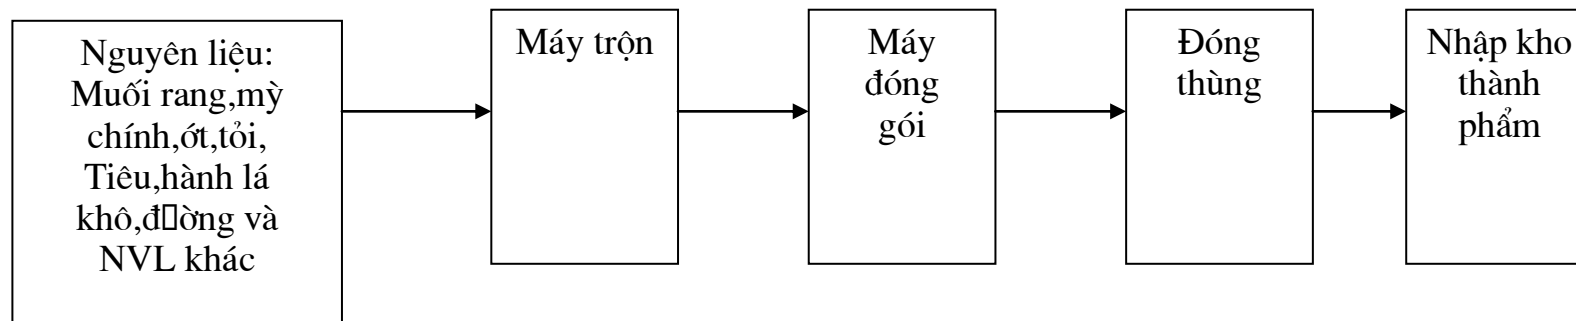 Nguyên liệu:
Muối rang,mỳ
chính,ớt,tỏi,
Tiêu,hành lá
khô,đ□ờng và
NVL khác
Máy trộn
Máy
đóng
gói
Đóng
thùng
Nhập kho
thành
phẩm